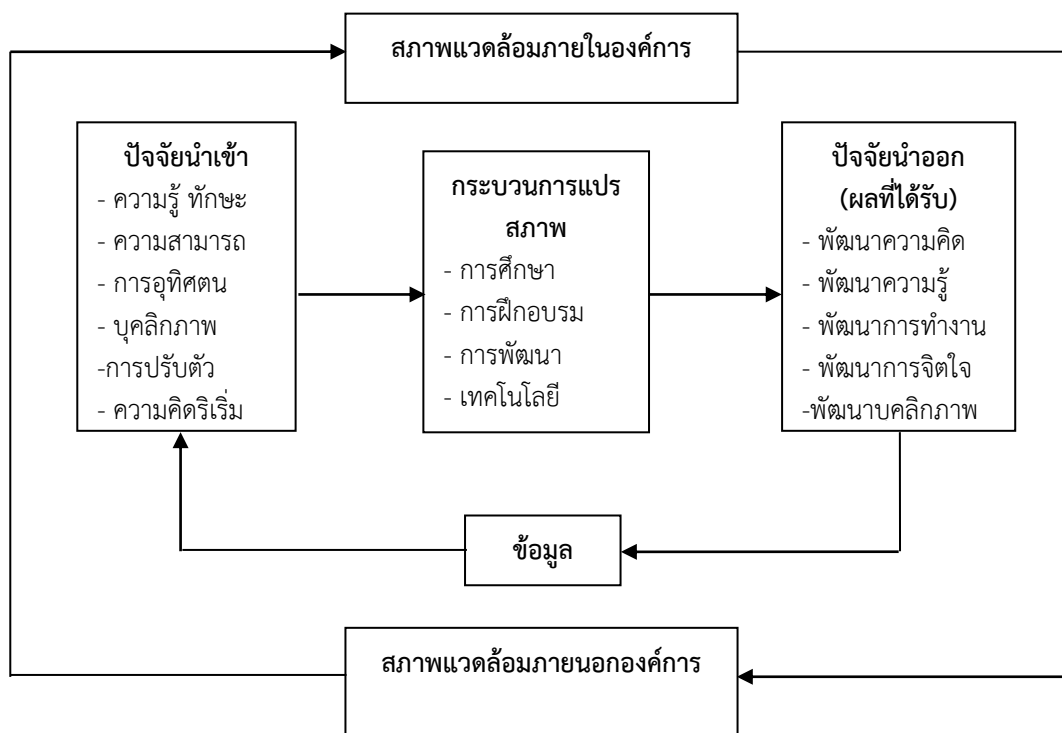 สภาพแวดล้อมภายในองค์การ
ปัจจัยนำเข้า
- ความรู้ ทักษะ
- ความสามารถ
- การอุทิศตน
- บุคลิกภาพ
-การปรับตัว
- ความคิดริเริ่ม
กระบวนการแปร
สภาพ
- การศึกษา
- การฝึกอบรม
- การพัฒนา
- เทคโนโลยี
ปัจจัยนำออก
(ผลที่ได้รับ)
- พัฒนาความคิด
- พัฒนาความรู้
- พัฒนาการทำงาน
- พัฒนาการจิตใจ
-พัฒนาบคลิกภาพ
ข้อมูล
สภาพแวดล้อมภายนอกองค์การ